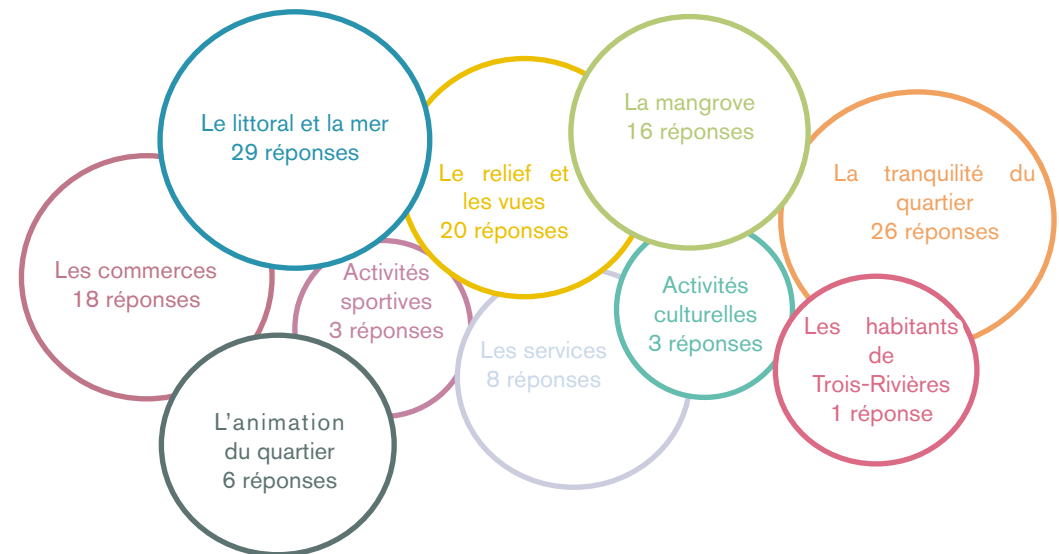 Le littoral et la mer
29 réponses
La mangrove
16 réponses
Le relief et
les vues
20 réponses
La tranquilité du
quartier
26 réponses
Les commerces
18 réponses
Activités
sportives
3 réponses
Activités
culturelles
3 réponses
Les services
8 réponses
Les habitants
de
Trois-Rivières
1 réponse
L'animation
du quartier
6 réponses